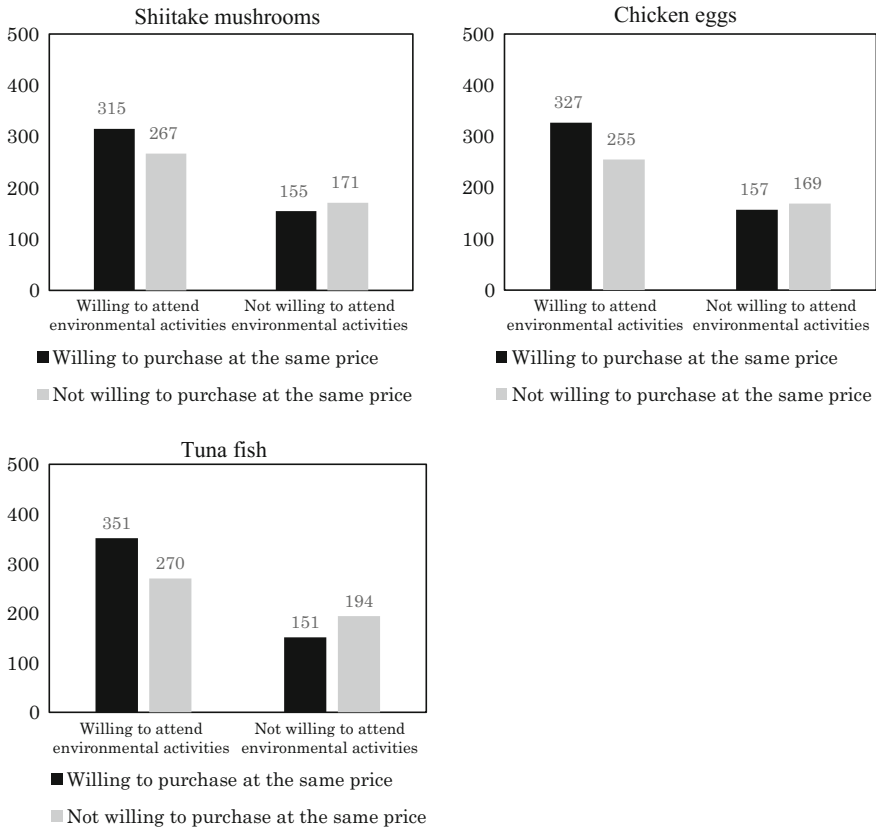 Shiitake mushrooms
500
400
300
200
100
0
315
267
155
171
Willing to attend
environmental activities
Not willing to attend
environmental activities
Willing to purchase at the same price
Not willing to purchase at the same price
Chicken eggs
500
400
300
200
100
0
327
255
157
169
Willing to attend
environmental activities
Not willing to attend
environmental activities
Willing to purchase at the same price
Not willing to purchase at the same price
Tuna fish
500
400
300
200
100
0
351
270
151
194
Willing to attend
environmental activities
Not willing to attend
environmental activities
Willing to purchase at the same price
Not willing to purchase at the same price